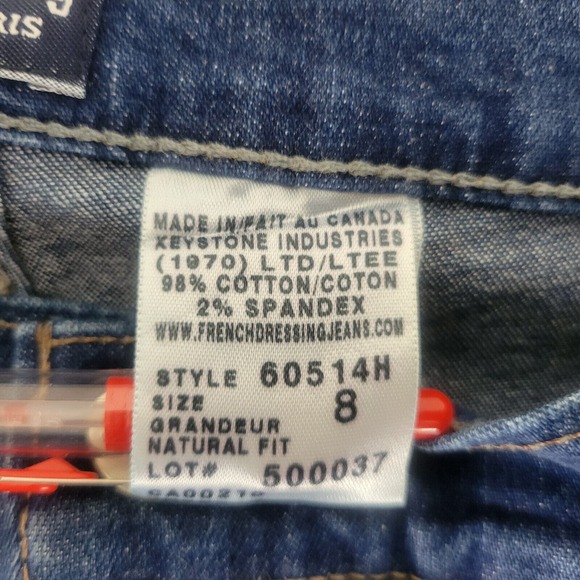 RIS
MADE IN/FAIT AU CANADA
KEYSTONE INDUSTRIES
(1970) LTD/LTEE
98% COTTON/COTON
2% SPANDEX
WWW.FRENCHDRESSINGJEANS.COM
STYLE 60514H
SIZE 8
GRANDEUR
NATURAL FIT
LOT# 500037